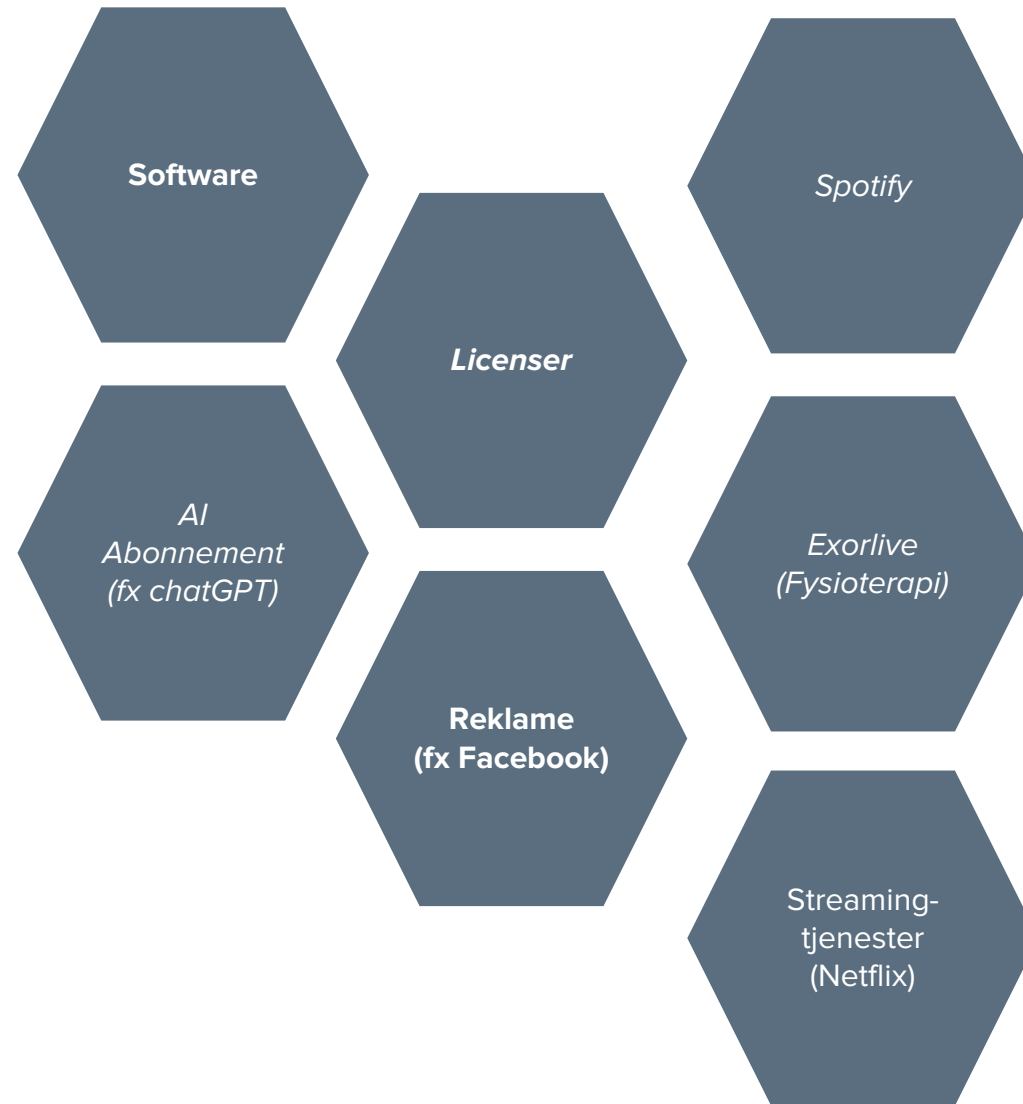 Software
Spotify
Licenser
AI
Abonnement
(fx chatGPT)
Exorlive
(Fysioterapi)
Reklame
(fx Facebook)
Streaming-
tjenester
(Netflix)